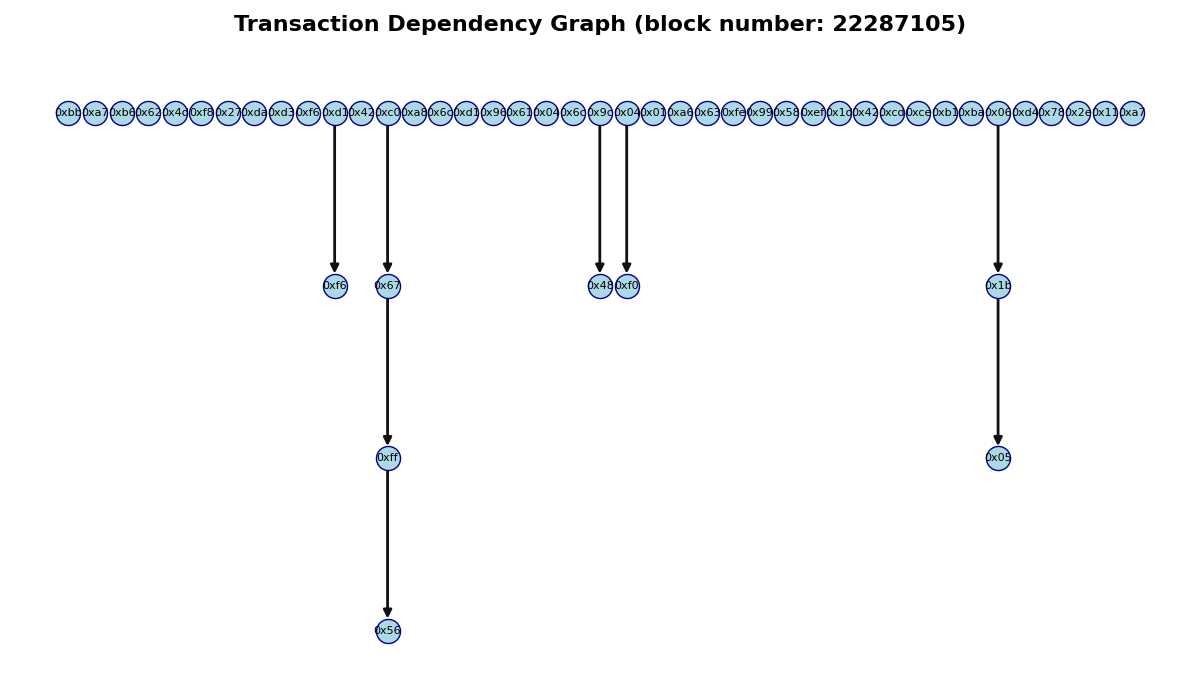 Transaction Dependency Graph (block number: 22287105)
0xbb 0xa7 0xb6 0x62 0x4d 0xf8 0x27 0xda 0xd3 0xf6 0xd1 0x42 0xc0 0xa8 0x6c 0xd1 0x96 0x61 0x04 0x6c 0x9c 0x04 0x01 0xa6 0x63 0xfe 0x99 0x58 0xef 0x1d 0x42 0xcd 0xce 0xb1 0xba 0x06 0xd4 0x78 0x2e 0x11 0xa7
0xf6 0x67 0x48 0xf0 0x1b
0xff 0x05
0x56